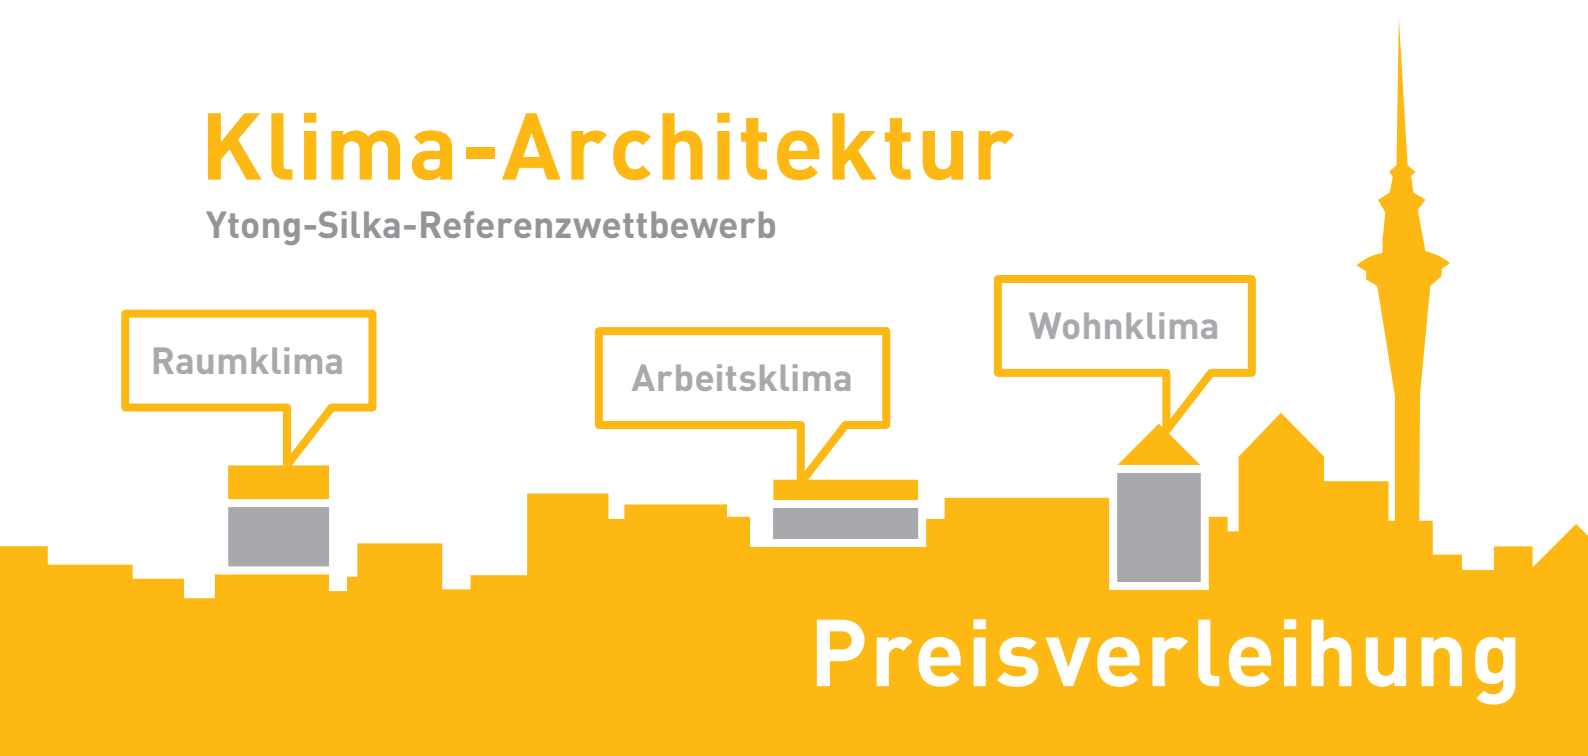 Klima-Architektur
Ytong-Silka-Referenzwettbewerb
Raumklima
Arbeitsklima
Wohnklima
Preisverleihung